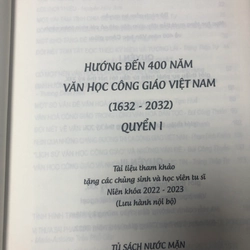 HƯỚNG ĐẾN 400 NĂM
VĂN HỌC CÔNG GIÁO VIỆT NAM
(1632 - 2032)
QUYỂN I
Tài liệu tham khảo
tặng các chủng sinh và học viên tu sĩ
Niên khóa 2022 - 2023
(Lưu hành nội bộ)
TỦ SÁCH NƯỚC MẶN